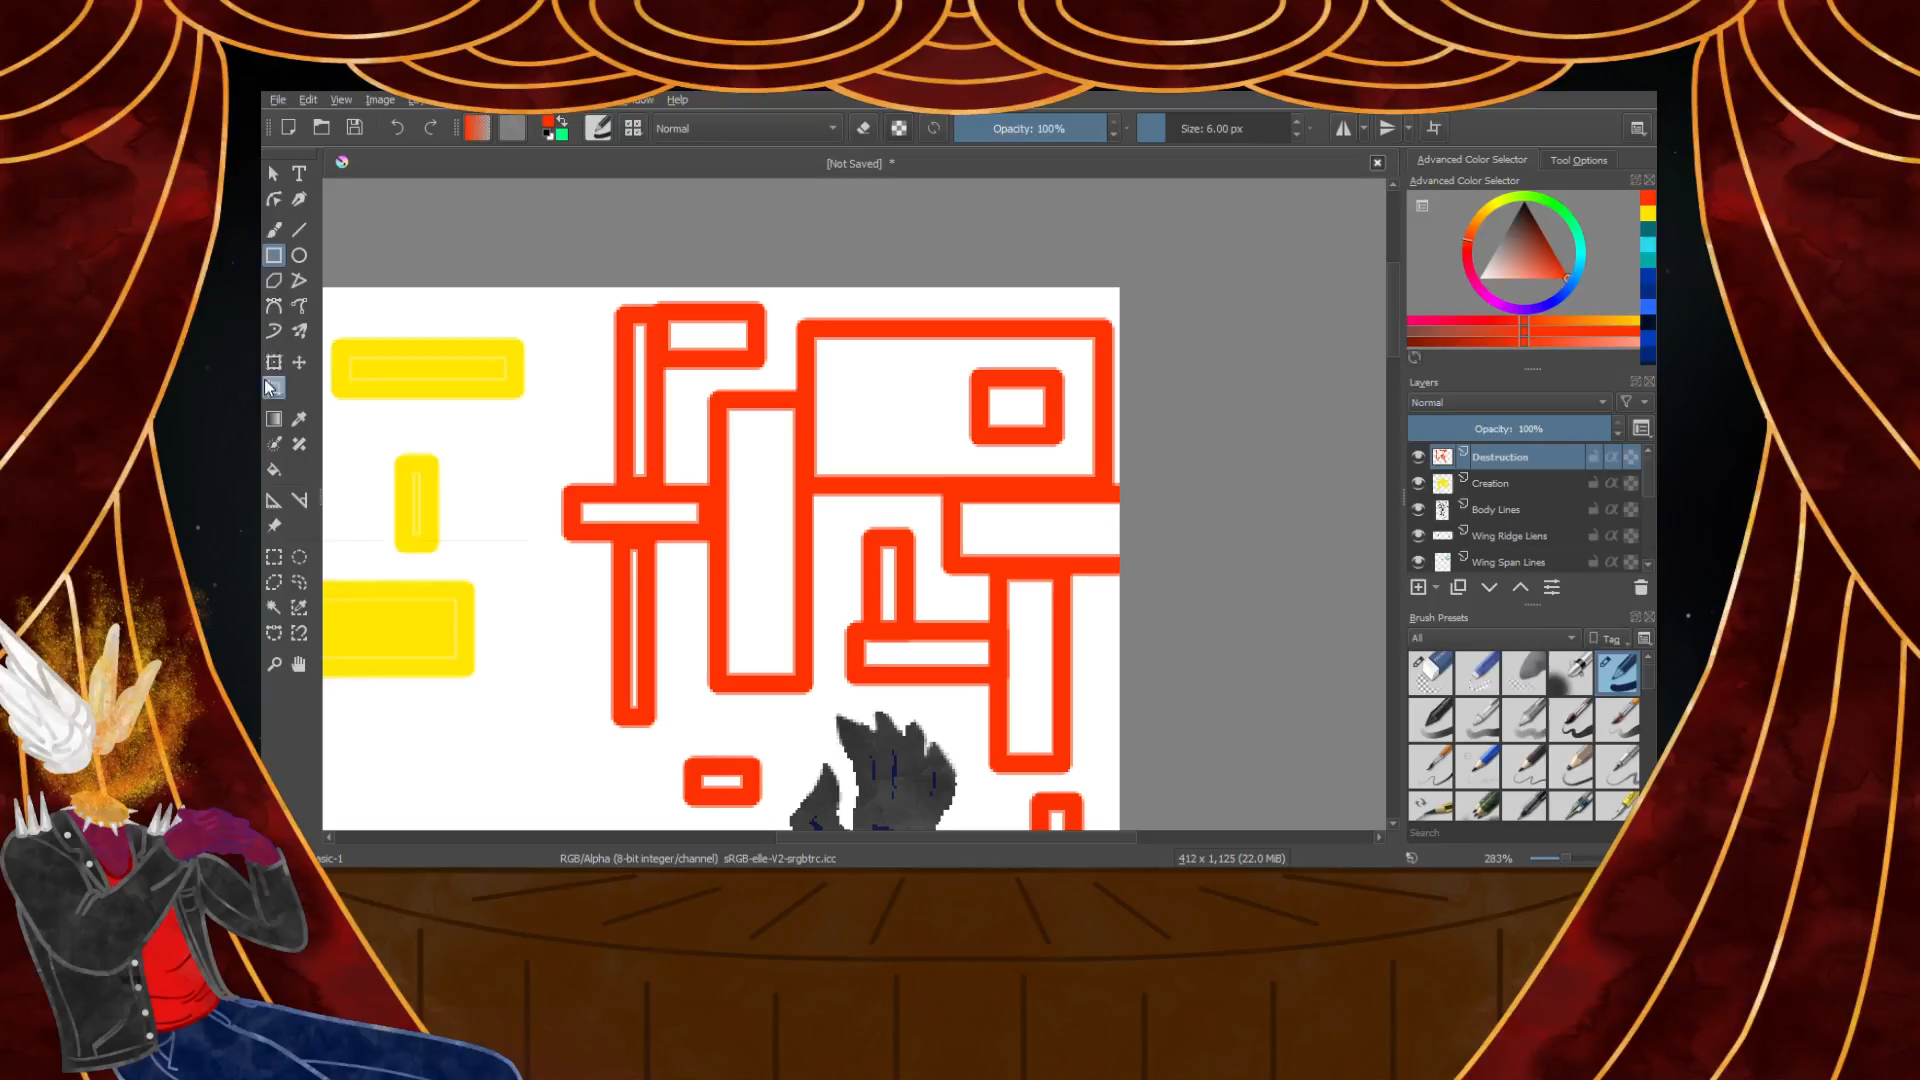 File Edit View Image Help
Normal
Opacity: 100%
Size: 6.00 px
[Not Saved] *
Advanced Color Selector
Tool Options
Advanced Color Selector
Layers
Normal
Opacity: 100%
Destruction
Creation
Body Lines
Wing Ridge Liens
Wing Span Lines
Brush Presets
All
Tag
Search
RGB/Alpha (8-bit integer/channel) sRGB-elle-V2-srgbtrc.icc
412 x 1,125 (22.0 MiB)
283%